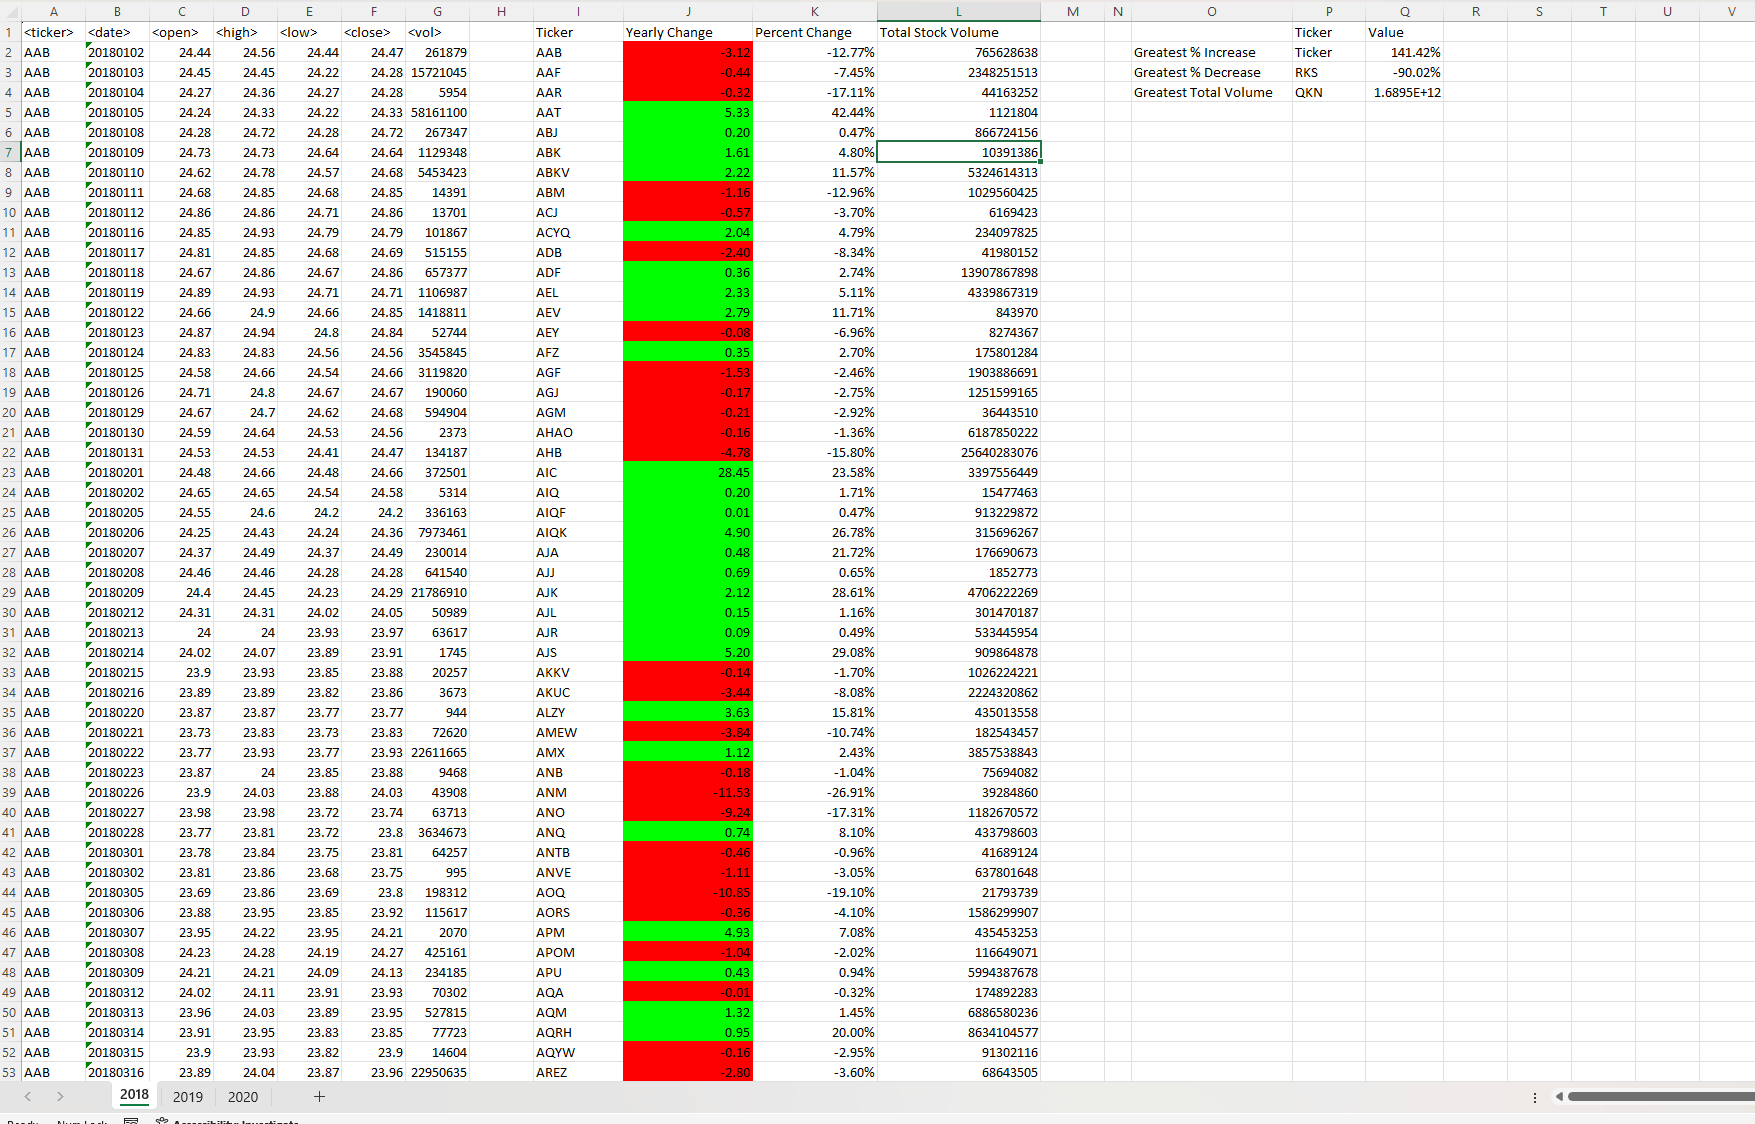 A B C D E F G H I J K L M N O P Q R S T U V
1 <ticker> <date> <open> <high> <low> <close> <vol> Ticker Yearly Change Percent Change Total Stock Volume Ticker Value
2 AAB 20180102 24.44 24.56 24.44 24.47 261879 AAB -3.12 -12.77% 765628638 Greatest % Increase Ticker 141.42%
3 AAB 20180103 24.45 24.45 24.22 24.28 15721045 AAF -0.44 -7.45% 2348251513 Greatest % Decrease RKS -90.02%
4 AAB 20180104 24.27 24.36 24.27 24.28 5954 AAR -0.32 -17.11% 44163252 Greatest Total Volume QKN 1.6895E+12
5 AAB 20180105 24.24 24.33 24.22 24.33 58161100 AAT 5.33 42.44% 1121804
6 AAB 20180108 24.28 24.72 24.28 24.72 267347 ABJ 0.20 0.47% 866724156
7 AAB 20180109 24.73 24.73 24.64 24.64 1129348 ABK 1.61 4.80% 10391386
8 AAB 20180110 24.62 24.78 24.57 24.68 5453423 ABKV 2.22 11.57% 5324614313
9 AAB 20180111 24.68 24.85 24.68 24.85 14391 ABM -1.16 -12.96% 1029560425
10 AAB 20180112 24.86 24.86 24.71 24.86 13701 ACJ -0.57 -3.70% 6169423
11 AAB 20180116 24.85 24.93 24.79 24.79 101867 ACYQ 2.04 4.79% 234097825
12 AAB 20180117 24.81 24.85 24.68 24.69 515155 ADB -2.40 -8.34% 41980152
13 AAB 20180118 24.67 24.86 24.67 24.86 657377 ADF 0.36 2.74% 13907867898
14 AAB 20180119 24.89 24.93 24.71 24.71 1106987 AEL 2.33 5.11% 4339867319
15 AAB 20180122 24.66 24.9 24.66 24.85 1418811 AEV 2.79 11.71% 843970
16 AAB 20180123 24.87 24.94 24.8 24.84 52744 AEY -0.08 -6.96% 8274367
17 AAB 20180124 24.83 24.83 24.56 24.56 3545845 AFZ 0.35 2.70% 175801284
18 AAB 20180125 24.58 24.66 24.54 24.66 3119820 AGF -1.53 -2.46% 1903886691
19 AAB 20180126 24.71 24.8 24.67 24.67 190060 AGJ -0.17 -2.75% 1251599165
20 AAB 20180129 24.67 24.7 24.62 24.68 594904 AGM -0.21 -2.92% 36443510
21 AAB 20180130 24.59 24.64 24.53 24.56 2373 AHAO -0.16 -1.36% 6187850222
22 AAB 20180131 24.53 24.53 24.41 24.47 134187 AHB -4.78 -15.80% 25640283076
23 AAB 20180201 24.48 24.66 24.48 24.66 372501 AIC 28.45 23.58% 3397556449
24 AAB 20180202 24.65 24.65 24.54 24.58 5314 AIQ 0.20 1.71% 15477463
25 AAB 20180205 24.55 24.6 24.2 24.2 336163 AIQF 0.01 0.47% 913229872
26 AAB 20180206 24.25 24.43 24.24 24.36 7973461 AIQK 4.90 26.78% 315696267
27 AAB 20180207 24.37 24.49 24.37 24.49 230014 AJA 0.48 21.72% 176690673
28 AAB 20180208 24.46 24.46 24.28 24.28 641540 AJJ 0.69 0.65% 1852773
29 AAB 20180209 24.4 24.45 24.23 24.29 21786910 AJK 2.12 28.61% 4706222269
30 AAB 20180212 24.31 24.31 24.02 24.05 50989 AJL 0.15 1.16% 301470187
31 AAB 20180213 24 24 23.93 23.97 63617 AJR 0.09 0.49% 533445954
32 AAB 20180214 24.02 24.07 23.89 23.91 1745 AJS 5.20 29.08% 909864878
33 AAB 20180215 23.9 23.93 23.85 23.88 20257 AKKV -0.14 -1.70% 1026224221
34 AAB 20180216 23.89 23.89 23.82 23.86 3673 AKUC -3.44 -8.08% 2224320862
35 AAB 20180220 23.87 23.87 23.77 23.77 944 ALZY 3.63 15.81% 435013558
36 AAB 20180221 23.73 23.83 23.73 23.83 72620 AMEW -3.84 -10.74% 182543457
37 AAB 20180222 23.77 23.93 23.77 23.93 22611665 AMX 1.12 2.43% 3857538843
38 AAB 20180223 23.87 24 23.85 23.88 9468 ANB -0.18 -1.04% 75694082
39 AAB 20180226 23.9 24.03 23.88 24.03 43908 ANM -11.53 -26.91% 39284860
40 AAB 20180227 23.98 23.98 23.72 23.74 63713 ANO -9.24 -17.31% 1182670572
41 AAB 20180228 23.77 23.81 23.72 23.8 3634673 ANQ 0.74 8.10% 433798603
42 AAB 20180301 23.78 23.84 23.75 23.81 64257 ANTB -0.46 -0.96% 41689124
43 AAB 20180302 23.81 23.86 23.68 23.75 995 ANVE -1.11 -3.05% 637801648
44 AAB 20180305 23.69 23.86 23.69 23.8 198312 AOQ -10.85 -19.10% 21793739
45 AAB 20180306 23.88 23.95 23.85 23.92 115617 AORS -0.36 -4.10% 1586299907
46 AAB 20180307 23.95 24.22 23.95 24.21 2070 APM 4.93 7.08% 435453253
47 AAB 20180308 24.23 24.28 24.19 24.27 425161 APOM -1.04 -2.02% 116649071
48 AAB 20180309 24.21 24.21 24.09 24.13 234185 APU 0.43 0.94% 5994387678
49 AAB 20180312 24.02 24.11 23.91 23.93 70302 AQA -0.01 -0.32% 174892283
50 AAB 20180313 23.96 24.03 23.89 23.95 527815 AQM 1.32 1.45% 6886580236
51 AAB 20180314 23.91 23.95 23.83 23.85 77723 AQRH 0.95 20.00% 8634104577
52 AAB 20180315 23.9 23.93 23.82 23.9 14604 AQYW -0.16 -2.95% 91302116
53 AAB 20180316 23.89 24.04 23.87 23.96 22950635 AREZ -2.80 -3.60% 68643505
2018 2019 2020
Ready Num Lock Accessibility: Investigate